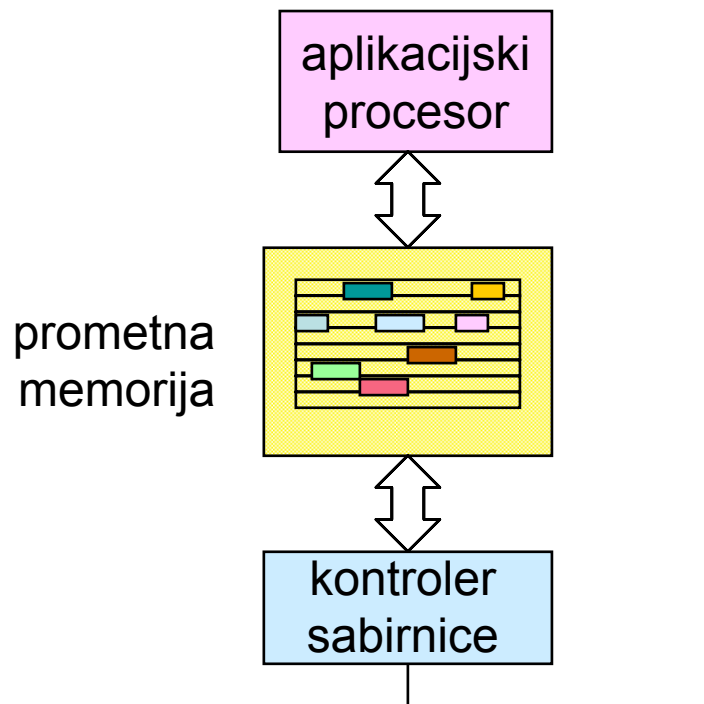 aplikacijski
procesor
prometna
memorija
kontroler
sabirnice